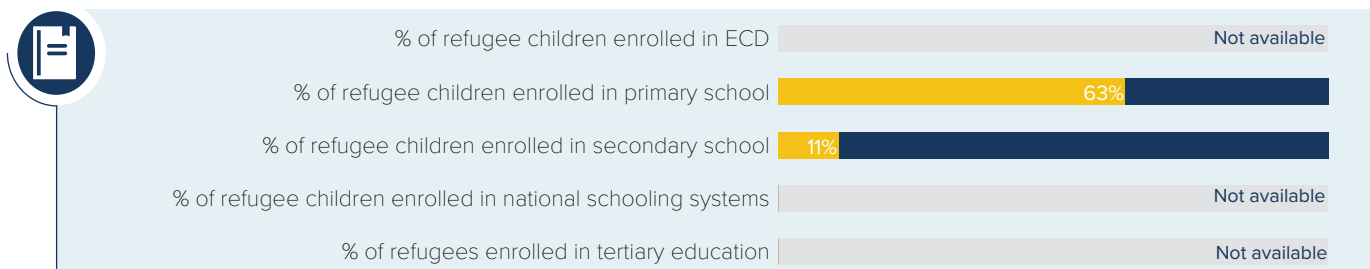 % of refugee children enrolled in ECD Not available
% of refugee children enrolled in primary school 63%
% of refugee children enrolled in secondary school 11%
% of refugee children enrolled in national schooling systems Not available
% of refugees enrolled in tertiary education Not available